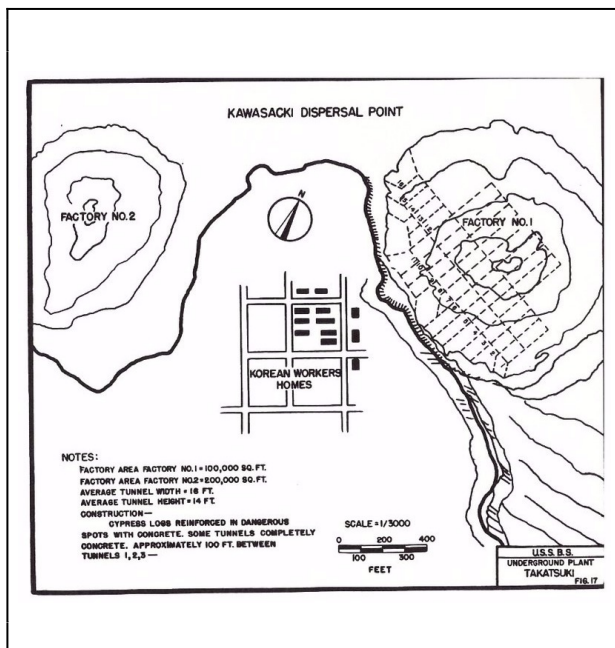 KAWASACKI DISPERSAL POINT
N
FACTORY NO.2
FACTORY NO.1
KOREAN WORKERS
HOMES
NOTES:
FACTORY AREA FACTORY NO.1=100,000 SQ.FT.
FACTORY AREA FACTORY NO.2=200,000 SQ.FT.
AVERAGE TUNNEL WIDTH = 16 FT.
AVERAGE TUNNEL HEIGHT = 14 FT.
CONSTRUCTION—
CYPRESS LOGS REINFORCED IN DANGEROUS
SPOTS WITH CONCRETE. SOME TUNNELS COMPLETELY
CONCRETE. APPROXIMATELY 100 FT. BETWEEN
TUNNELS 1,2,3 —
SCALE = 1/3000
0 200 400
100 300
FEET
U.S.S.B.S.
UNDERGROUND PLANT
TAKATSUKI
FIG. 17